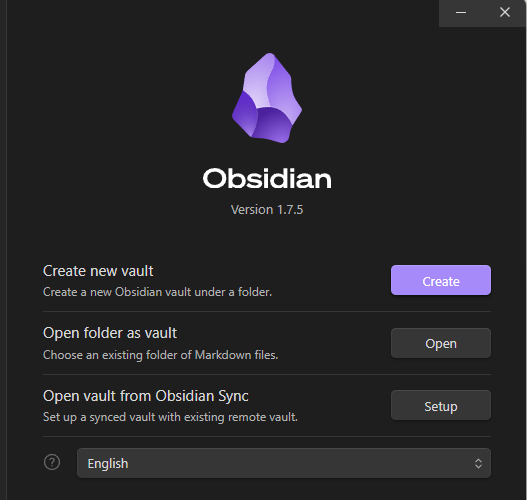 Obsidian
Version 1.7.5
Create new vault
Create a new Obsidian vault under a folder.
Create
Open folder as vault
Choose an existing folder of Markdown files.
Open
Open vault from Obsidian Sync
Set up a synced vault with existing remote vault.
Setup
?
English